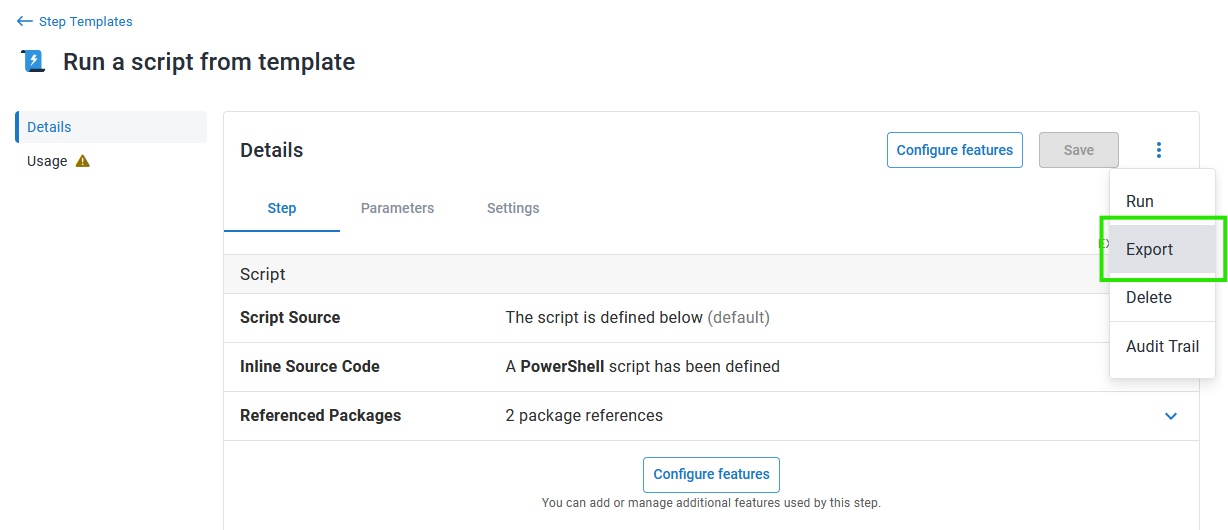 Step Templates
Run a script from template
Details
Usage
Details
Configure features
Save
Run
Export
Delete
Audit Trail
Step
Parameters
Settings
Script
Script Source
The script is defined below (default)
Inline Source Code
A PowerShell script has been defined
Referenced Packages
2 package references
Configure features
You can add or manage additional features used by this step.